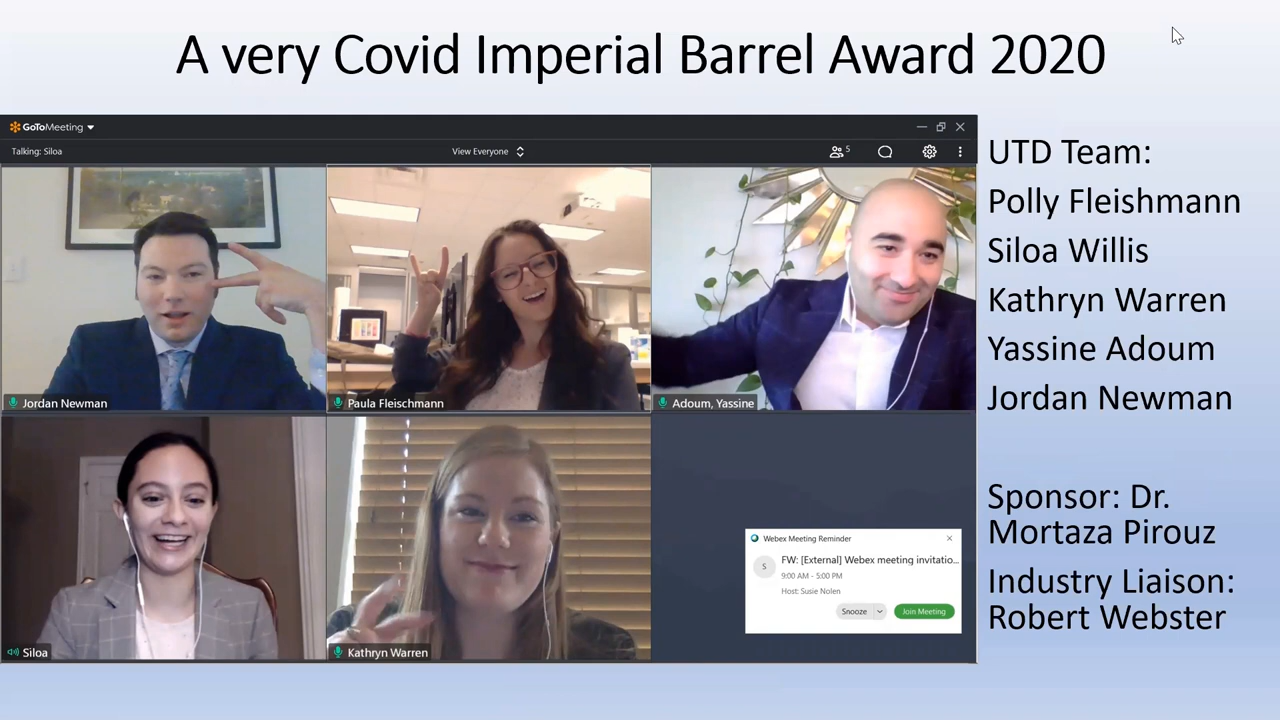 A very Covid Imperial Barrel Award 2020
GoToMeeting
Talking: Siloa
View Everyone
5
Jordan Newman
Paula Fleischmann
Adoum, Yassine
Siloa
Kathryn Warren
Webex Meeting Reminder
S
FW: [External] Webex meeting invitatio...
9:00 AM - 5:00 PM
Host: Susie Nolen
Snooze
Join Meeting
UTD Team:
Polly Fleishmann
Siloa Willis
Kathryn Warren
Yassine Adoum
Jordan Newman
Sponsor: Dr.
Mortaza Pirouz
Industry Liaison:
Robert Webster